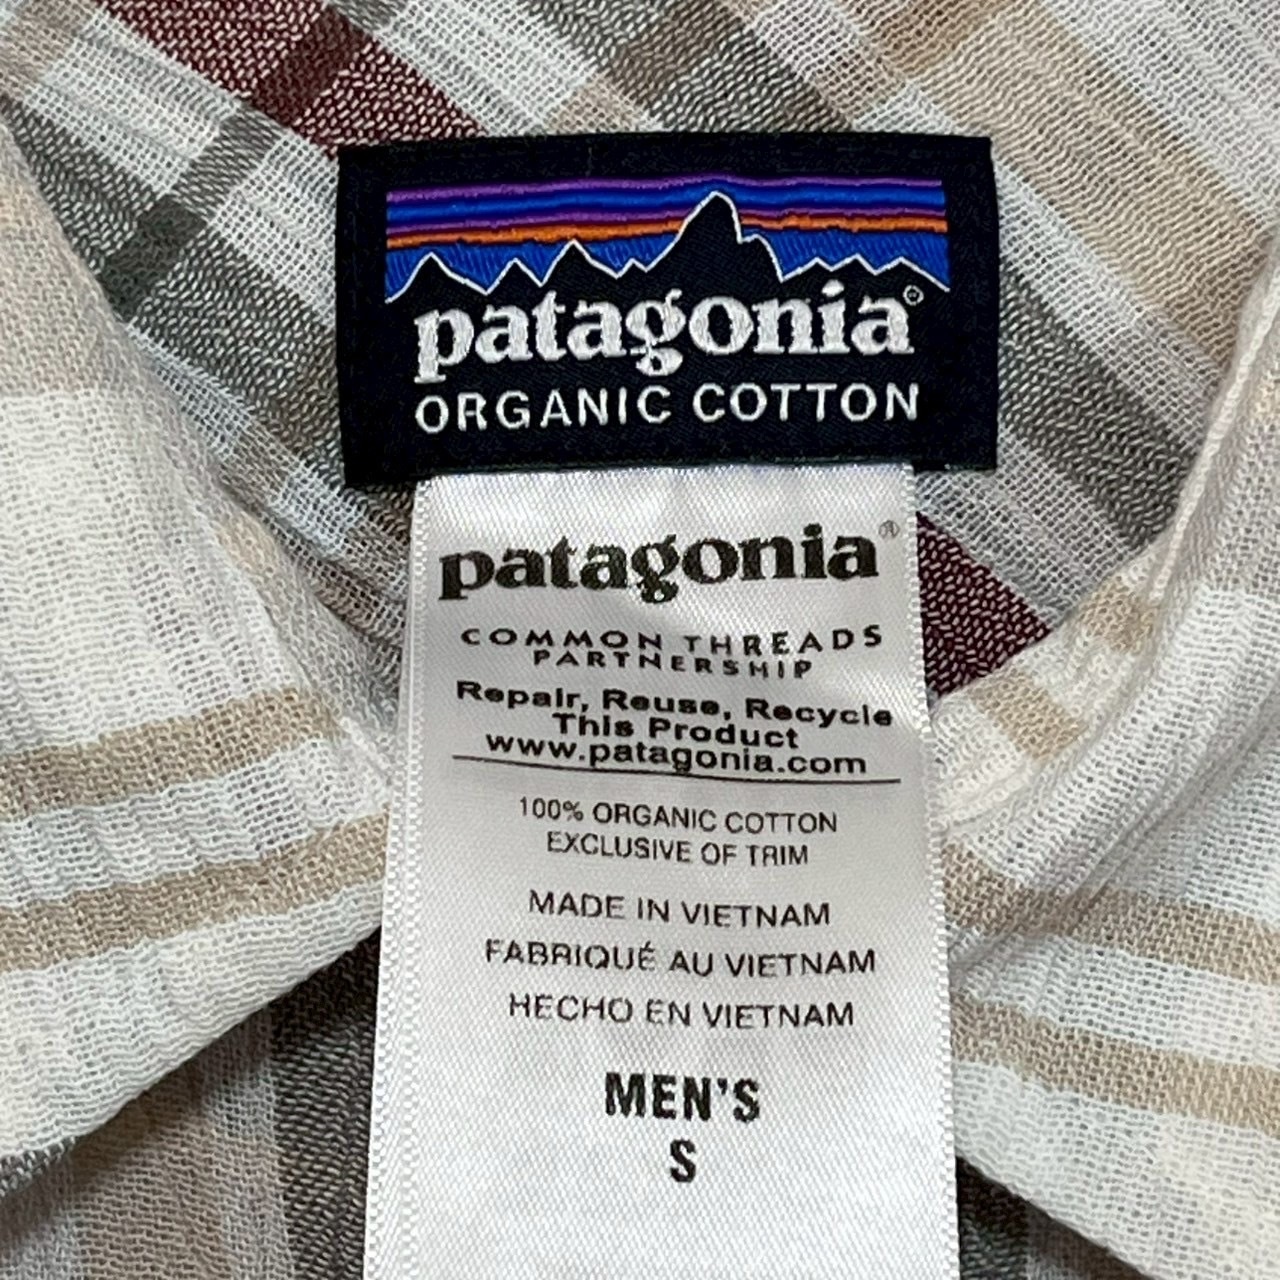 patagonia®
ORGANIC COTTON
patagonia®
COMMON THREADS
PARTNERSHIP
Repair, Reuse, Recycle
This Product
www.patagonia.com
100% ORGANIC COTTON
EXCLUSIVE OF TRIM
MADE IN VIETNAM
FABRIQUÉ AU VIETNAM
HECHO EN VIETNAM
MEN'S
S